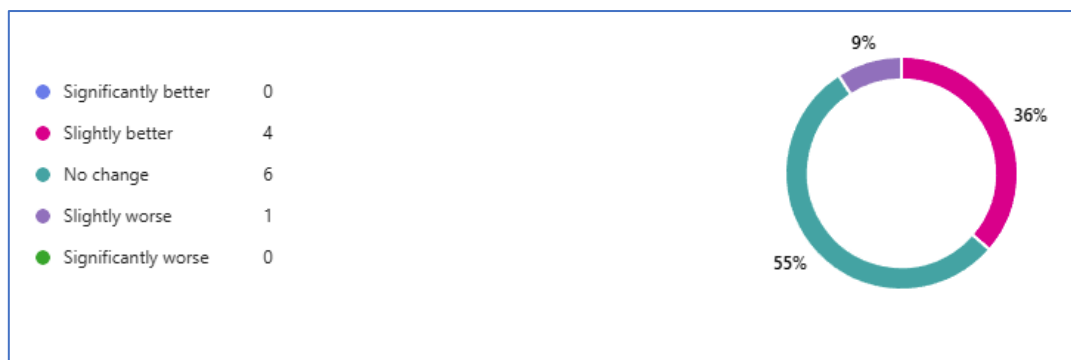 Significantly better 0
Slightly better 4
No change 6
Slightly worse 1
Significantly worse 0
9%
36%
55%